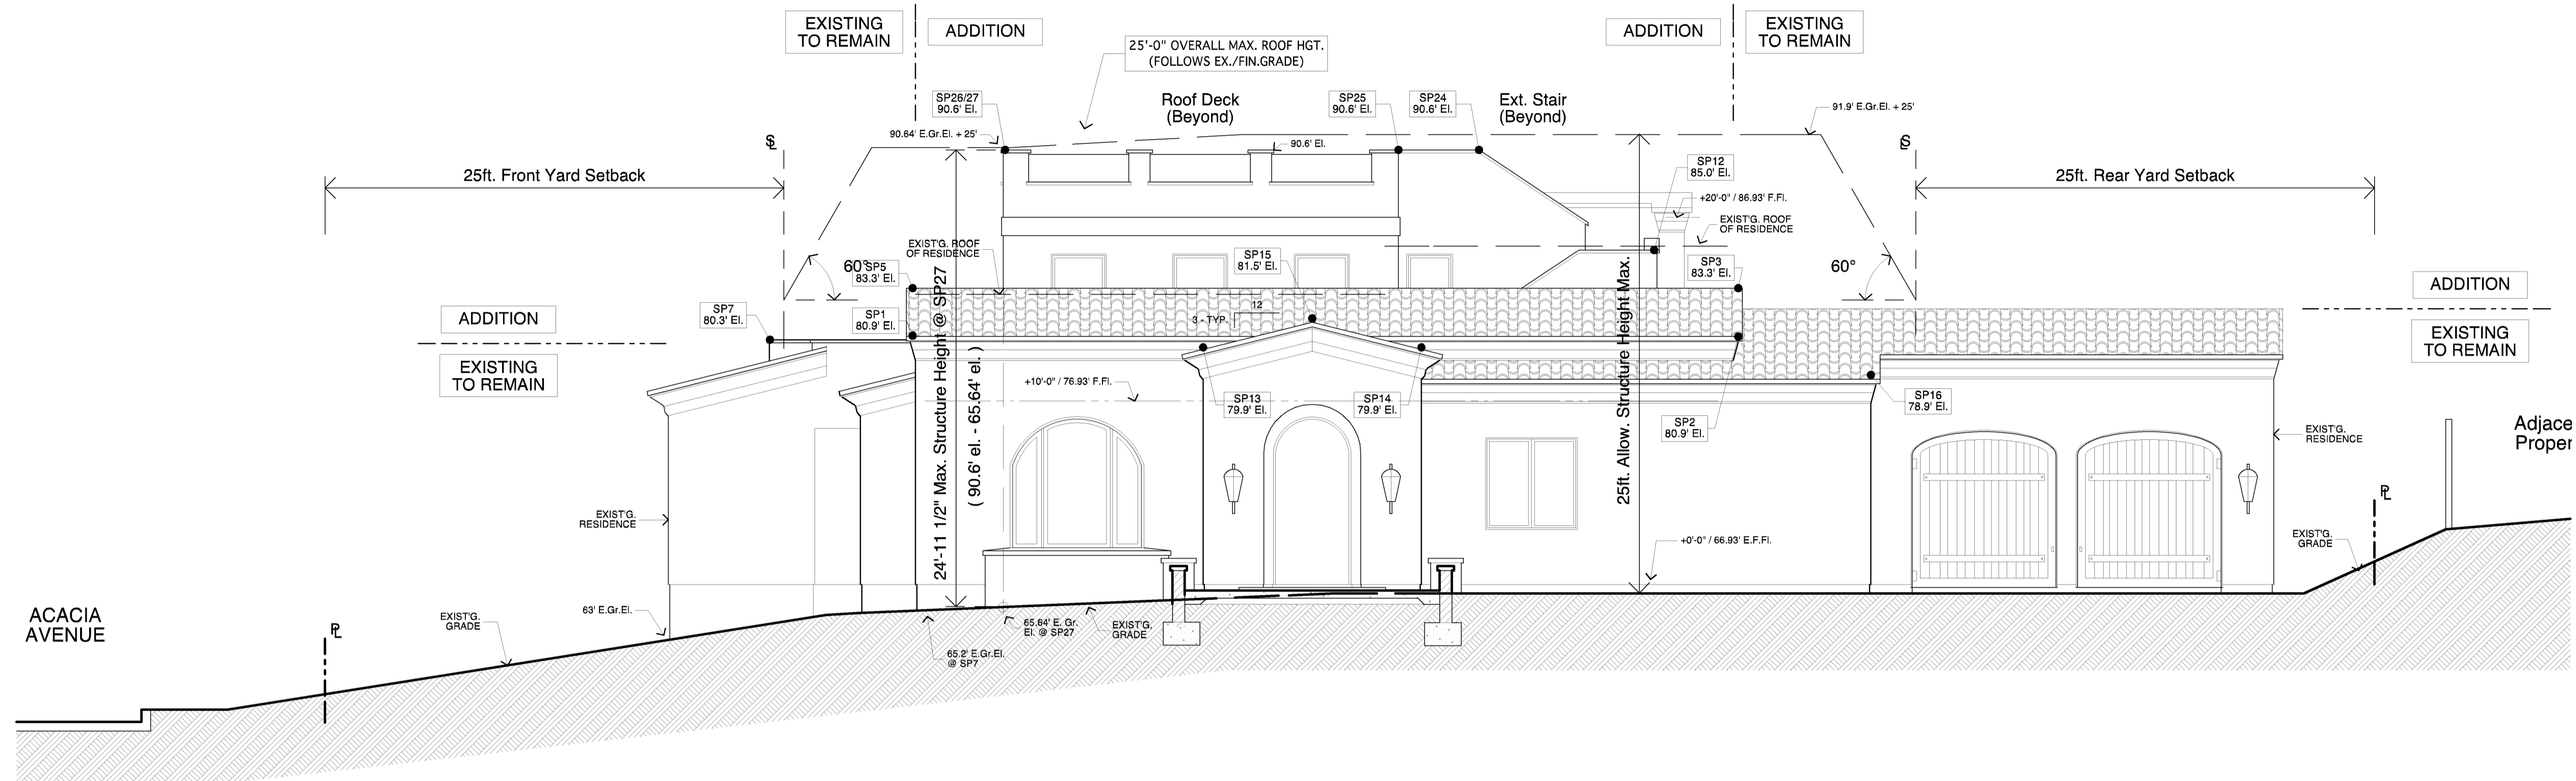 EXISTING
TO REMAIN
ADDITION
25'-0" OVERALL MAX. ROOF HGT.
(FOLLOWS EX./FIN.GRADE)
ADDITION
EXISTING
TO REMAIN
SP26/27
90.6' El.
Roof Deck
(Beyond)
SP25
90.6' El.
SP24
90.6' El.
Ext. Stair
(Beyond)
91.9' E.Gr.El. + 25'
90.64' E.Gr.El. + 25'
90.6' El.
SL
SL
25ft. Front Yard Setback
25ft. Rear Yard Setback
SP12
85.0' El.
+20'-0" / 86.93' F.Fl.
EXIST'G. ROOF
OF RESIDENCE
EXIST'G. ROOF
OF RESIDENCE
SP15
81.5' El.
60°
SP5
83.3' El.
SP3
83.3' El.
60°
ADDITION
EXISTING
TO REMAIN
SP7
80.3' El.
SP1
80.9' El.
12
3 - TYP.
ADDITION
EXISTING
TO REMAIN
24'-11 1/2" Max. Structure Height @ SP27
( 90.6' el. - 65.64' el. )
25ft. Allow. Structure Height Max.
+10'-0" / 76.93' F.Fl.
SP13
79.9' El.
SP14
79.9' El.
SP2
80.9' El.
SP16
78.9' El.
EXIST'G.
RESIDENCE
Adjace
Proper
PL
EXIST'G.
RESIDENCE
+0'-0" / 66.93' E.F.Fl.
EXIST'G.
GRADE
ACACIA
AVENUE
PL
63' E.Gr.El.
EXIST'G.
GRADE
65.64' E. Gr.
El. @ SP27
EXIST'G.
GRADE
65.2' E.Gr.El.
@ SP7